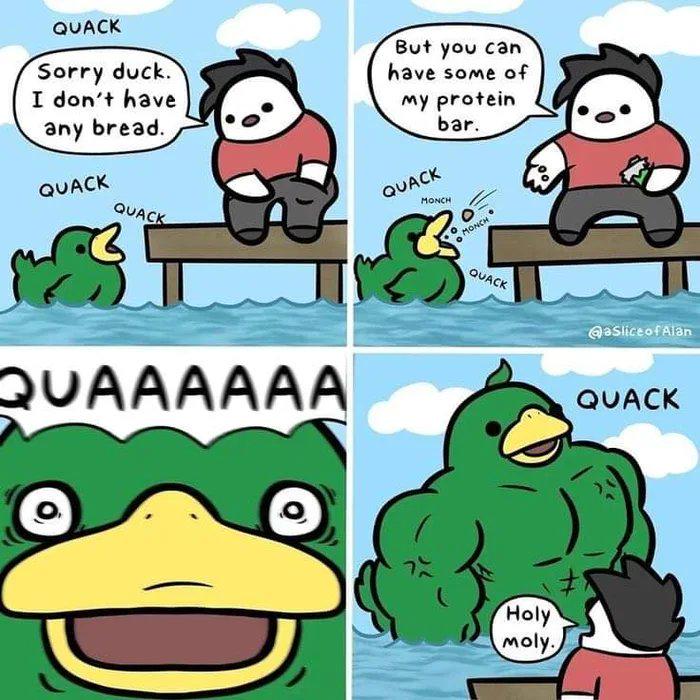 QUACK
Sorry duck.
I don't have
any bread.
QUACK
QUACK
But you can
have some of
my protein
bar.
QUACK
MONCH
MONCH
QUACK
@aSliceofAlan
QUAAAAAAA
QUACK
Holy
moly.